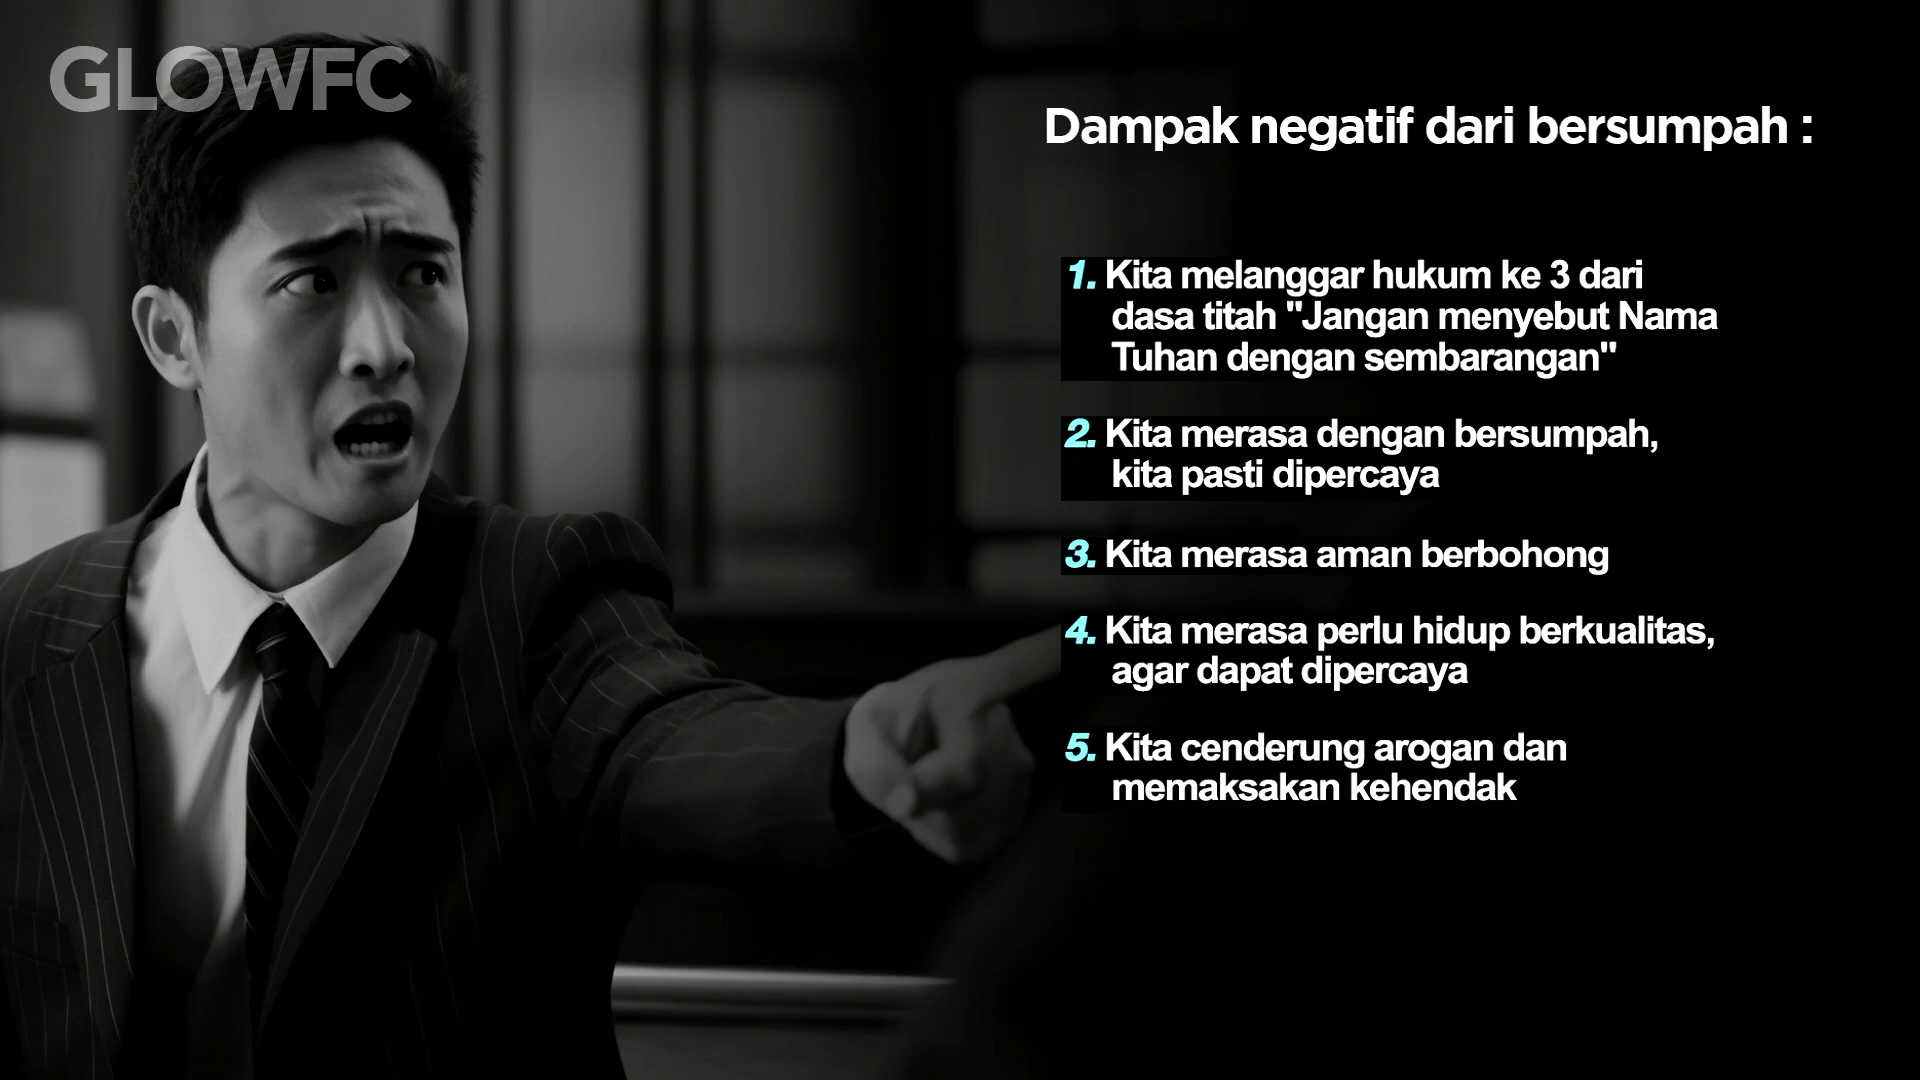 GLOWFC
Dampak negatif dari bersumpah :
1. Kita melanggar hukum ke 3 dari
dasa titah "Jangan menyebut Nama
Tuhan dengan sembarangan"
2. Kita merasa dengan bersumpah,
kita pasti dipercaya
3. Kita merasa aman berbohong
4. Kita merasa perlu hidup berkualitas,
agar dapat dipercaya
5. Kita cenderung arogan dan
memaksakan kehendak